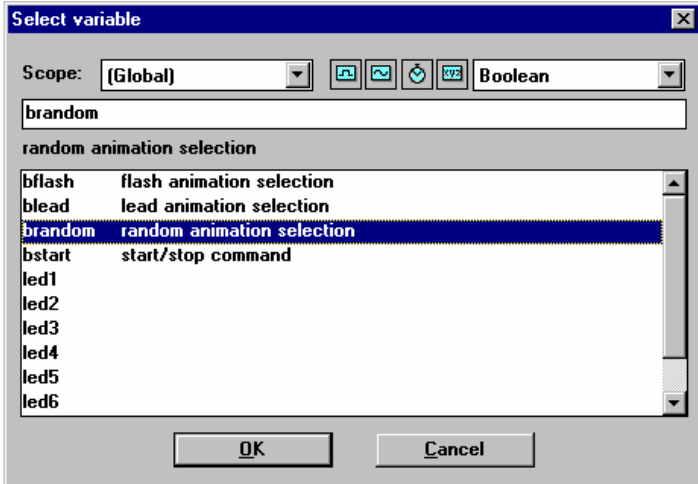 Select variable
Scope: (Global) xyz Boolean
brandom
random animation selection
bflash flash animation selection
blead lead animation selection
brandom random animation selection
bstart start/stop command
led1
led2
led3
led4
led5
led6
OK Cancel